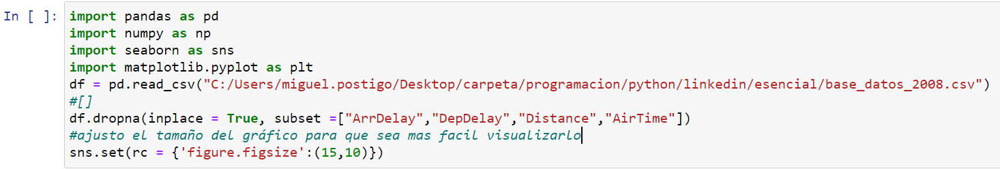 In [ ]: import pandas as pd
import numpy as np
import seaborn as sns
import matplotlib.pyplot as plt
df = pd.read_csv("C:/Users/miguel.postigo/Desktop/carpeta/programacion/python/linkedin/esencial/base_datos_2008.csv")
#[]
df.dropna(inplace = True, subset =["ArrDelay","DepDelay","Distance","AirTime"])
#ajusto el tamaño del gráfico para que sea mas facil visualizarlo
sns.set(rc = {'figure.figsize':(15,10)})